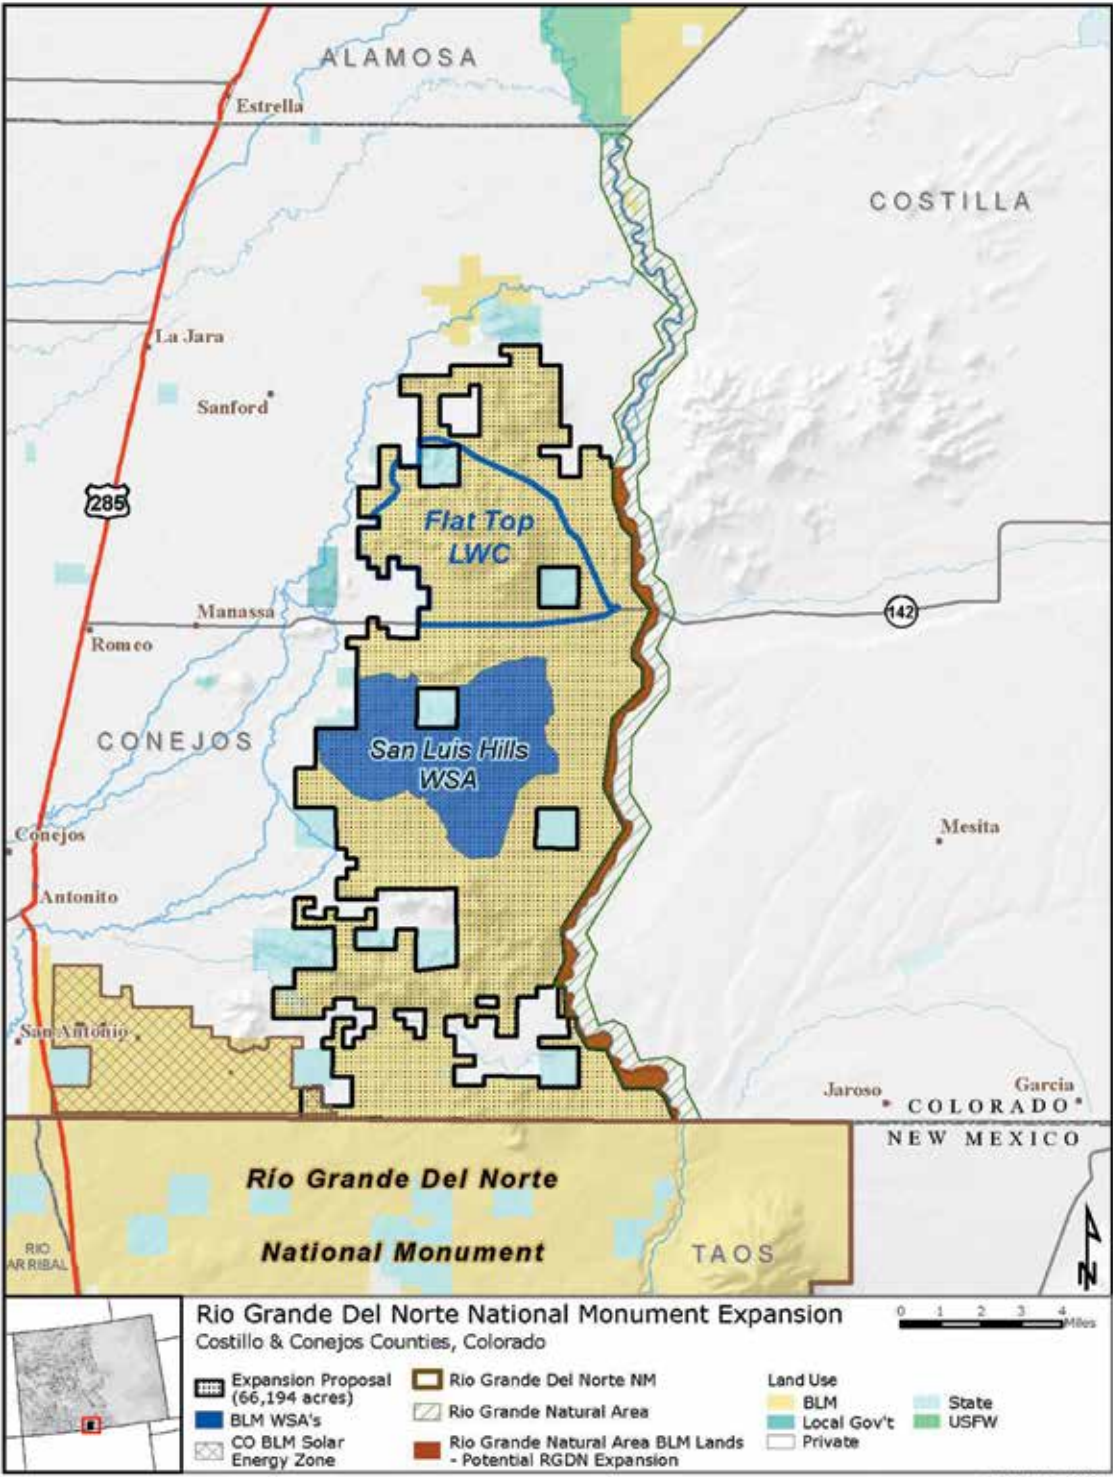 ALAMOSA
Estrella
COSTILLA
La Jara
Sanford
285
Flat Top
LWC
142
Manassa
Romeo
CONEJOS
San Luis Hills
WSA
Conejos
Mesita
Antonito
San Antonio
Jaroso
Garcia
COLORADO
NEW MEXICO
Río Grande Del Norte
National Monument
RIO
ARRIBAL
TAOS
N
Rio Grande Del Norte National Monument Expansion
Costillo & Conejos Counties, Colorado
0 1 2 3 4
Miles
Expansion Proposal
(66,194 acres)
BLM WSA's
CO BLM Solar
Energy Zone
Rio Grande Del Norte NM
Rio Grande Natural Area
Rio Grande Natural Area BLM Lands
- Potential RGDN Expansion
Land Use
BLM
Local Gov't
Private
State
USFW